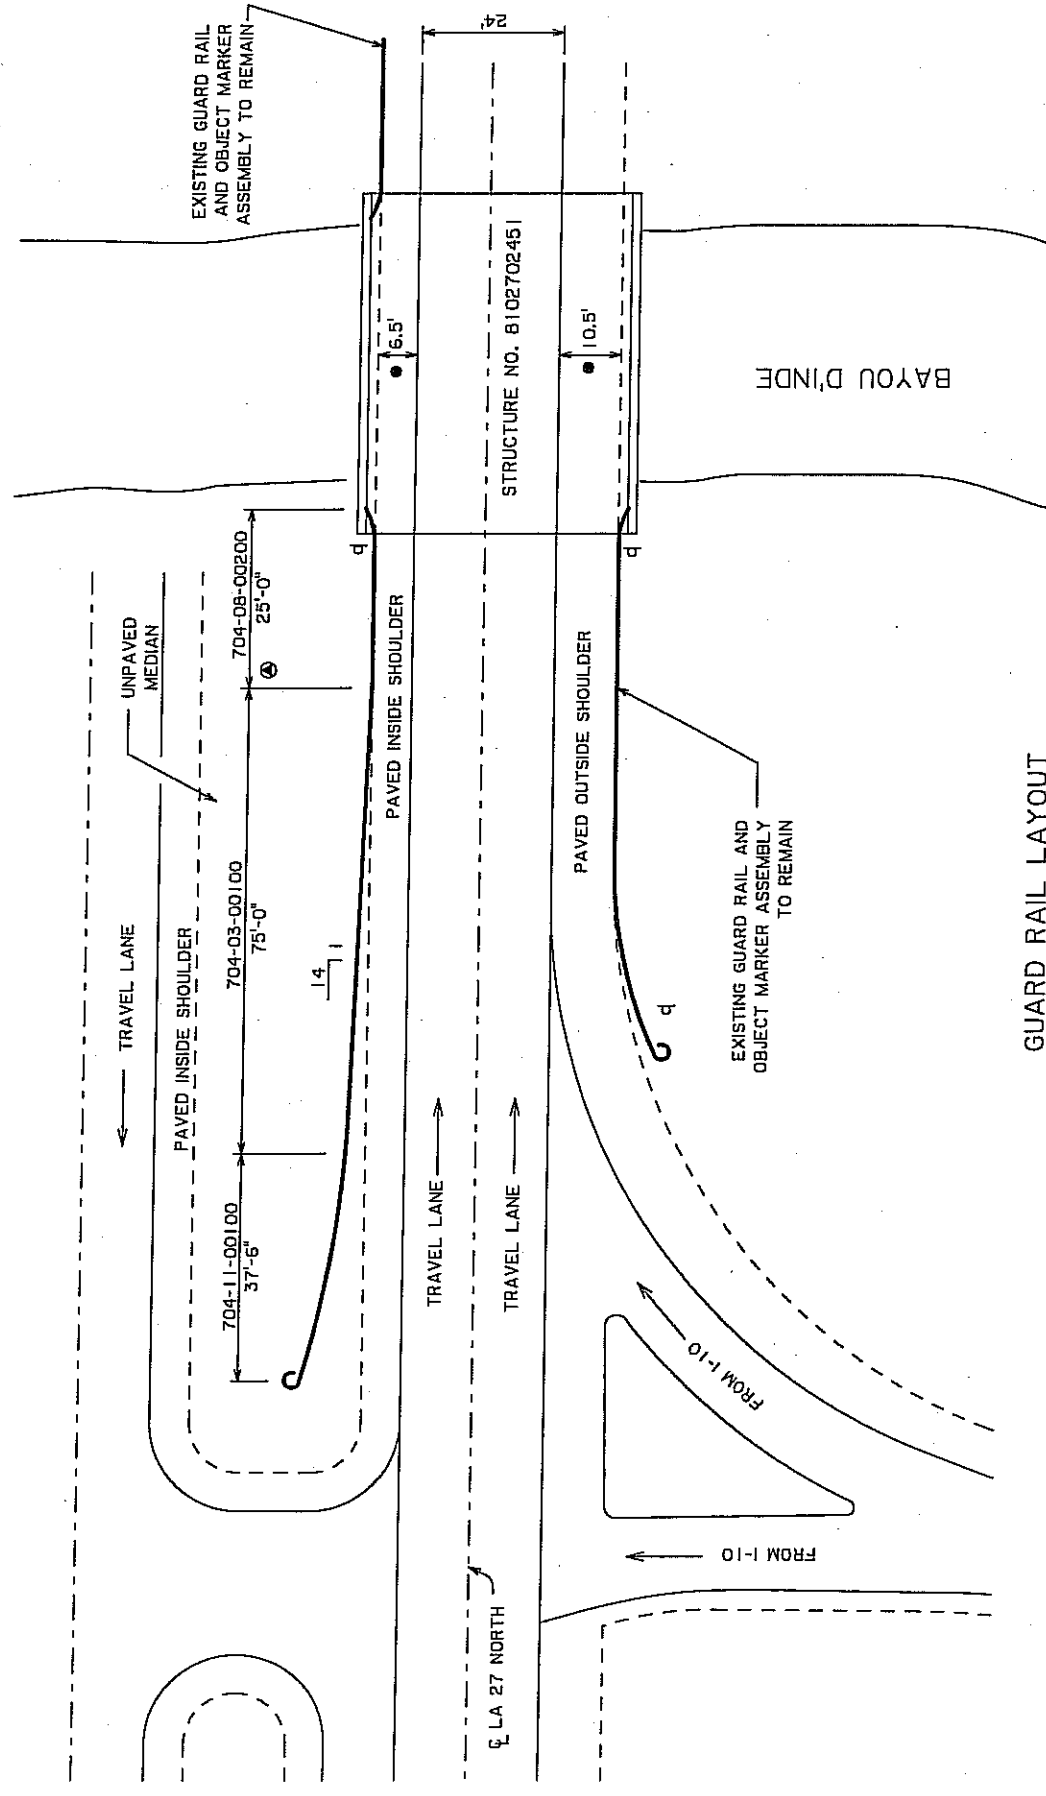 EXISTING GUARD RAIL
AND OBJECT MARKER
ASSEMBLY TO REMAIN
24'
UNPAVED
MEDIAN
704-08-00200
25'-0"
A
6.5'
STRUCTURE NO. 8102702451
10.5'
BAYOU D'INDE
TRAVEL LANE
PAVED INSIDE SHOULDER
704-03-00100
75'-0"
14
1
PAVED INSIDE SHOULDER
PAVED OUTSIDE SHOULDER
704-11-00100
37'-6"
TRAVEL LANE
TRAVEL LANE
EXISTING GUARD RAIL AND
OBJECT MARKER ASSEMBLY
TO REMAIN
FROM I-10
FROM I-10
℄ LA 27 NORTH
GUARD RAIL LAYOUT